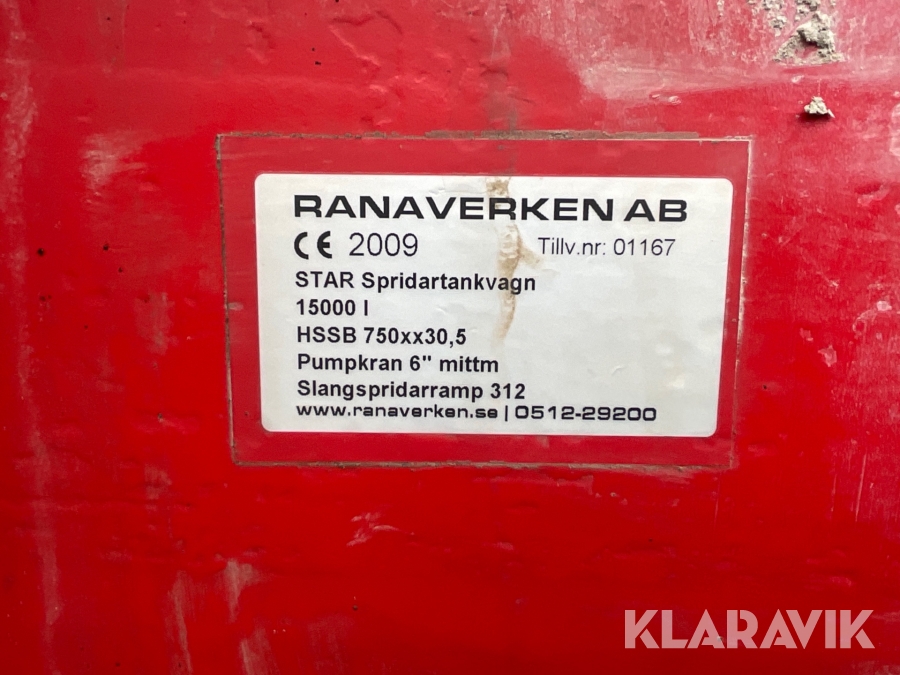 RANAVERKEN AB
CE 2009 Tillv.nr: 01167
STAR Spridartankvagn
15000 l
HSSB 750xx30,5
Pumpkran 6" mittm
Slangspridarramp 312
www.ranaverken.se | 0512-29200
KLARAVIK